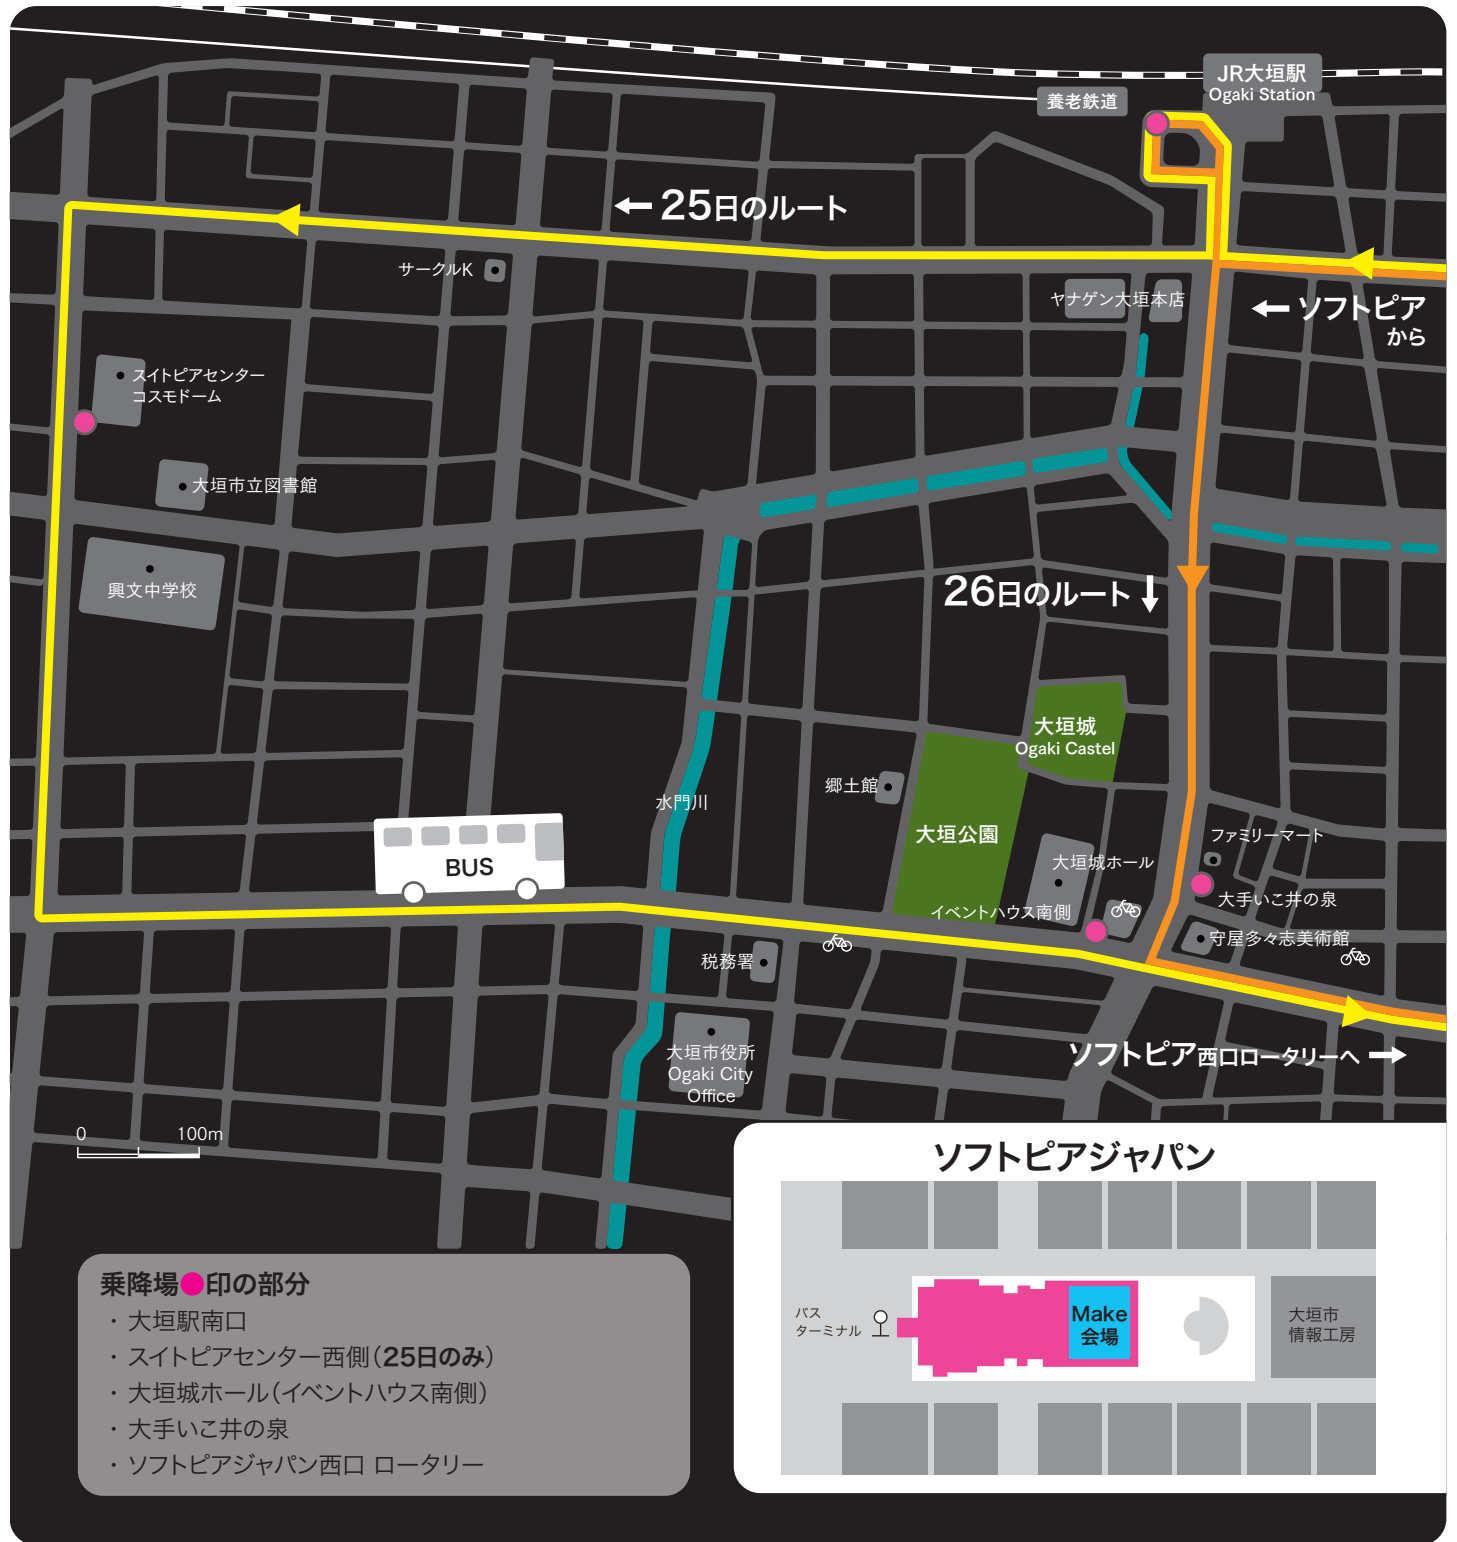 JR大垣駅
Ogaki Station
養老鉄道
25日のルート
サークルK
ヤナゲン大垣本店
ソフトピア
から
スイトピアセンター
コスモドーム
大垣市立図書館
興文中学校
26日のルート
大垣城
Ogaki Castel
郷土館
水門川
大垣公園
ファミリーマート
大垣城ホール
BUS
大手いこ井の泉
イベントハウス南側
守屋多々志美術館
税務署
大垣市役所
Ogaki City
Office
ソフトピア西口ロータリーへ
0 100m
ソフトピアジャパン
バス
ターミナル
Make
会場
大垣市
情報工房
乗降場●印の部分
・大垣駅南口
・スイトピアセンター西側（25日のみ）
・大垣城ホール（イベントハウス南側）
・大手いこ井の泉
・ソフトピアジャパン西口 ロータリー